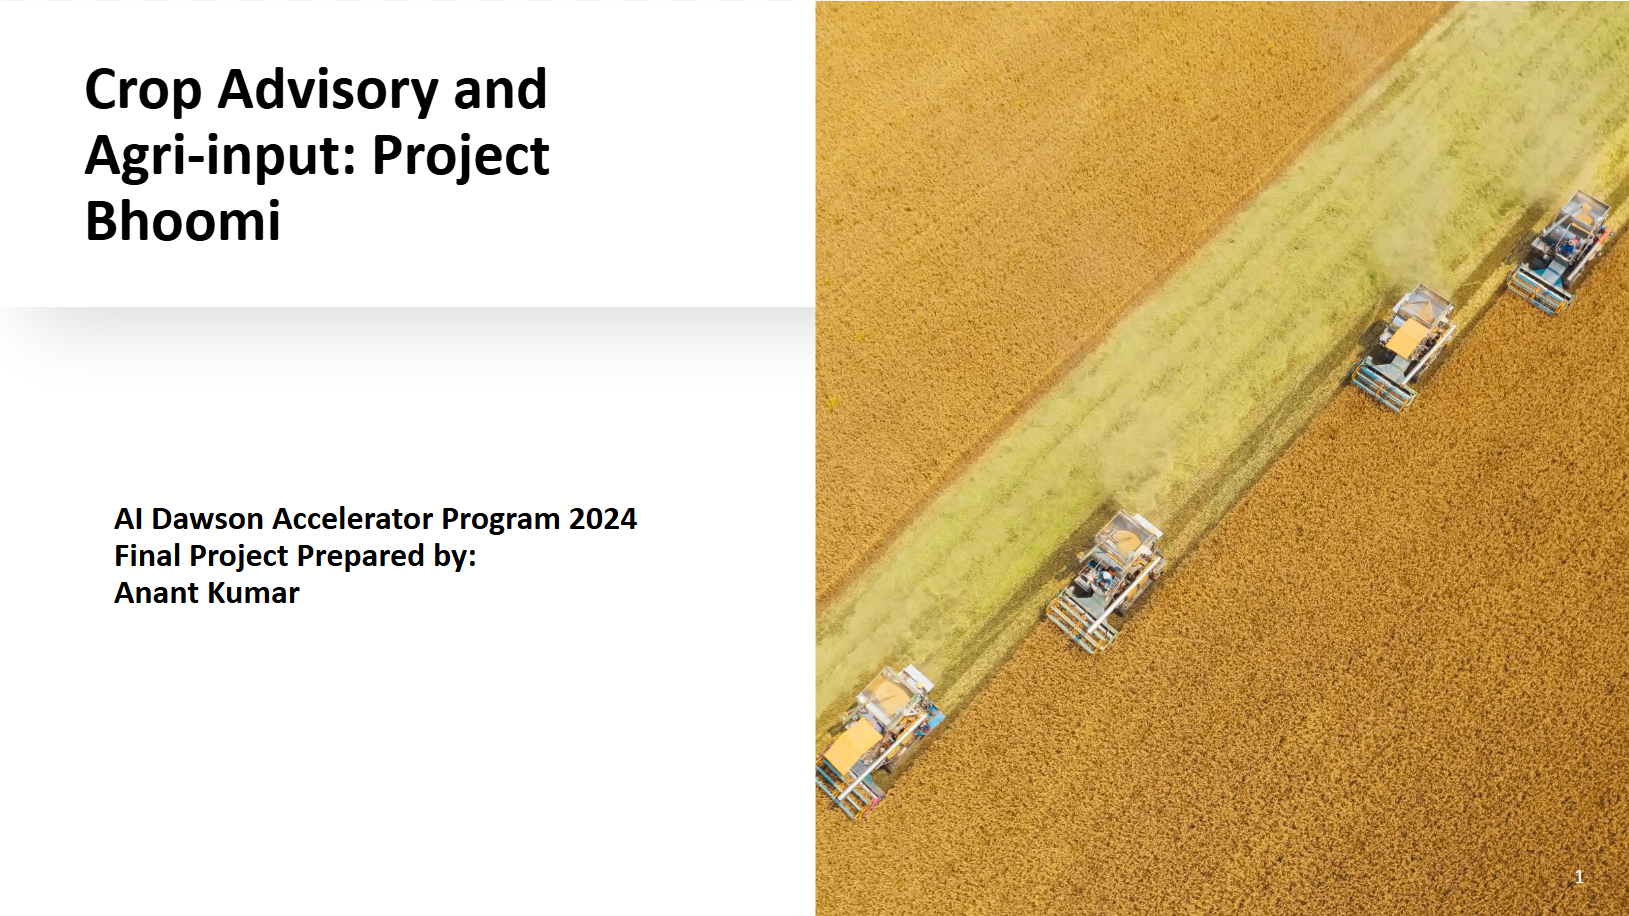 Crop Advisory and
Agri-input: Project
Bhoomi
AI Dawson Accelerator Program 2024
Final Project Prepared by:
Anant Kumar
1